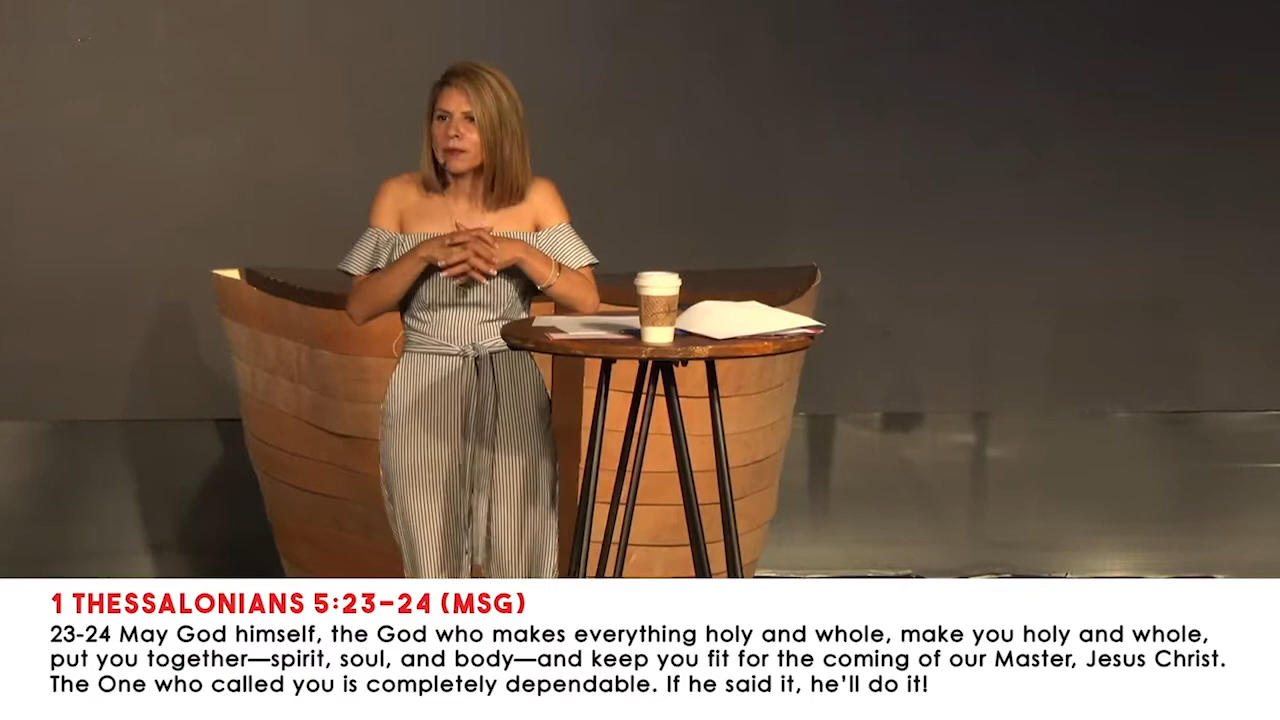 1 THESSALONIANS 5:23-24 (MSG)
23-24 May God himself, the God who makes everything holy and whole, make you holy and whole,
put you together—spirit, soul, and body—and keep you fit for the coming of our Master, Jesus Christ.
The One who called you is completely dependable. If he said it, he'll do it!